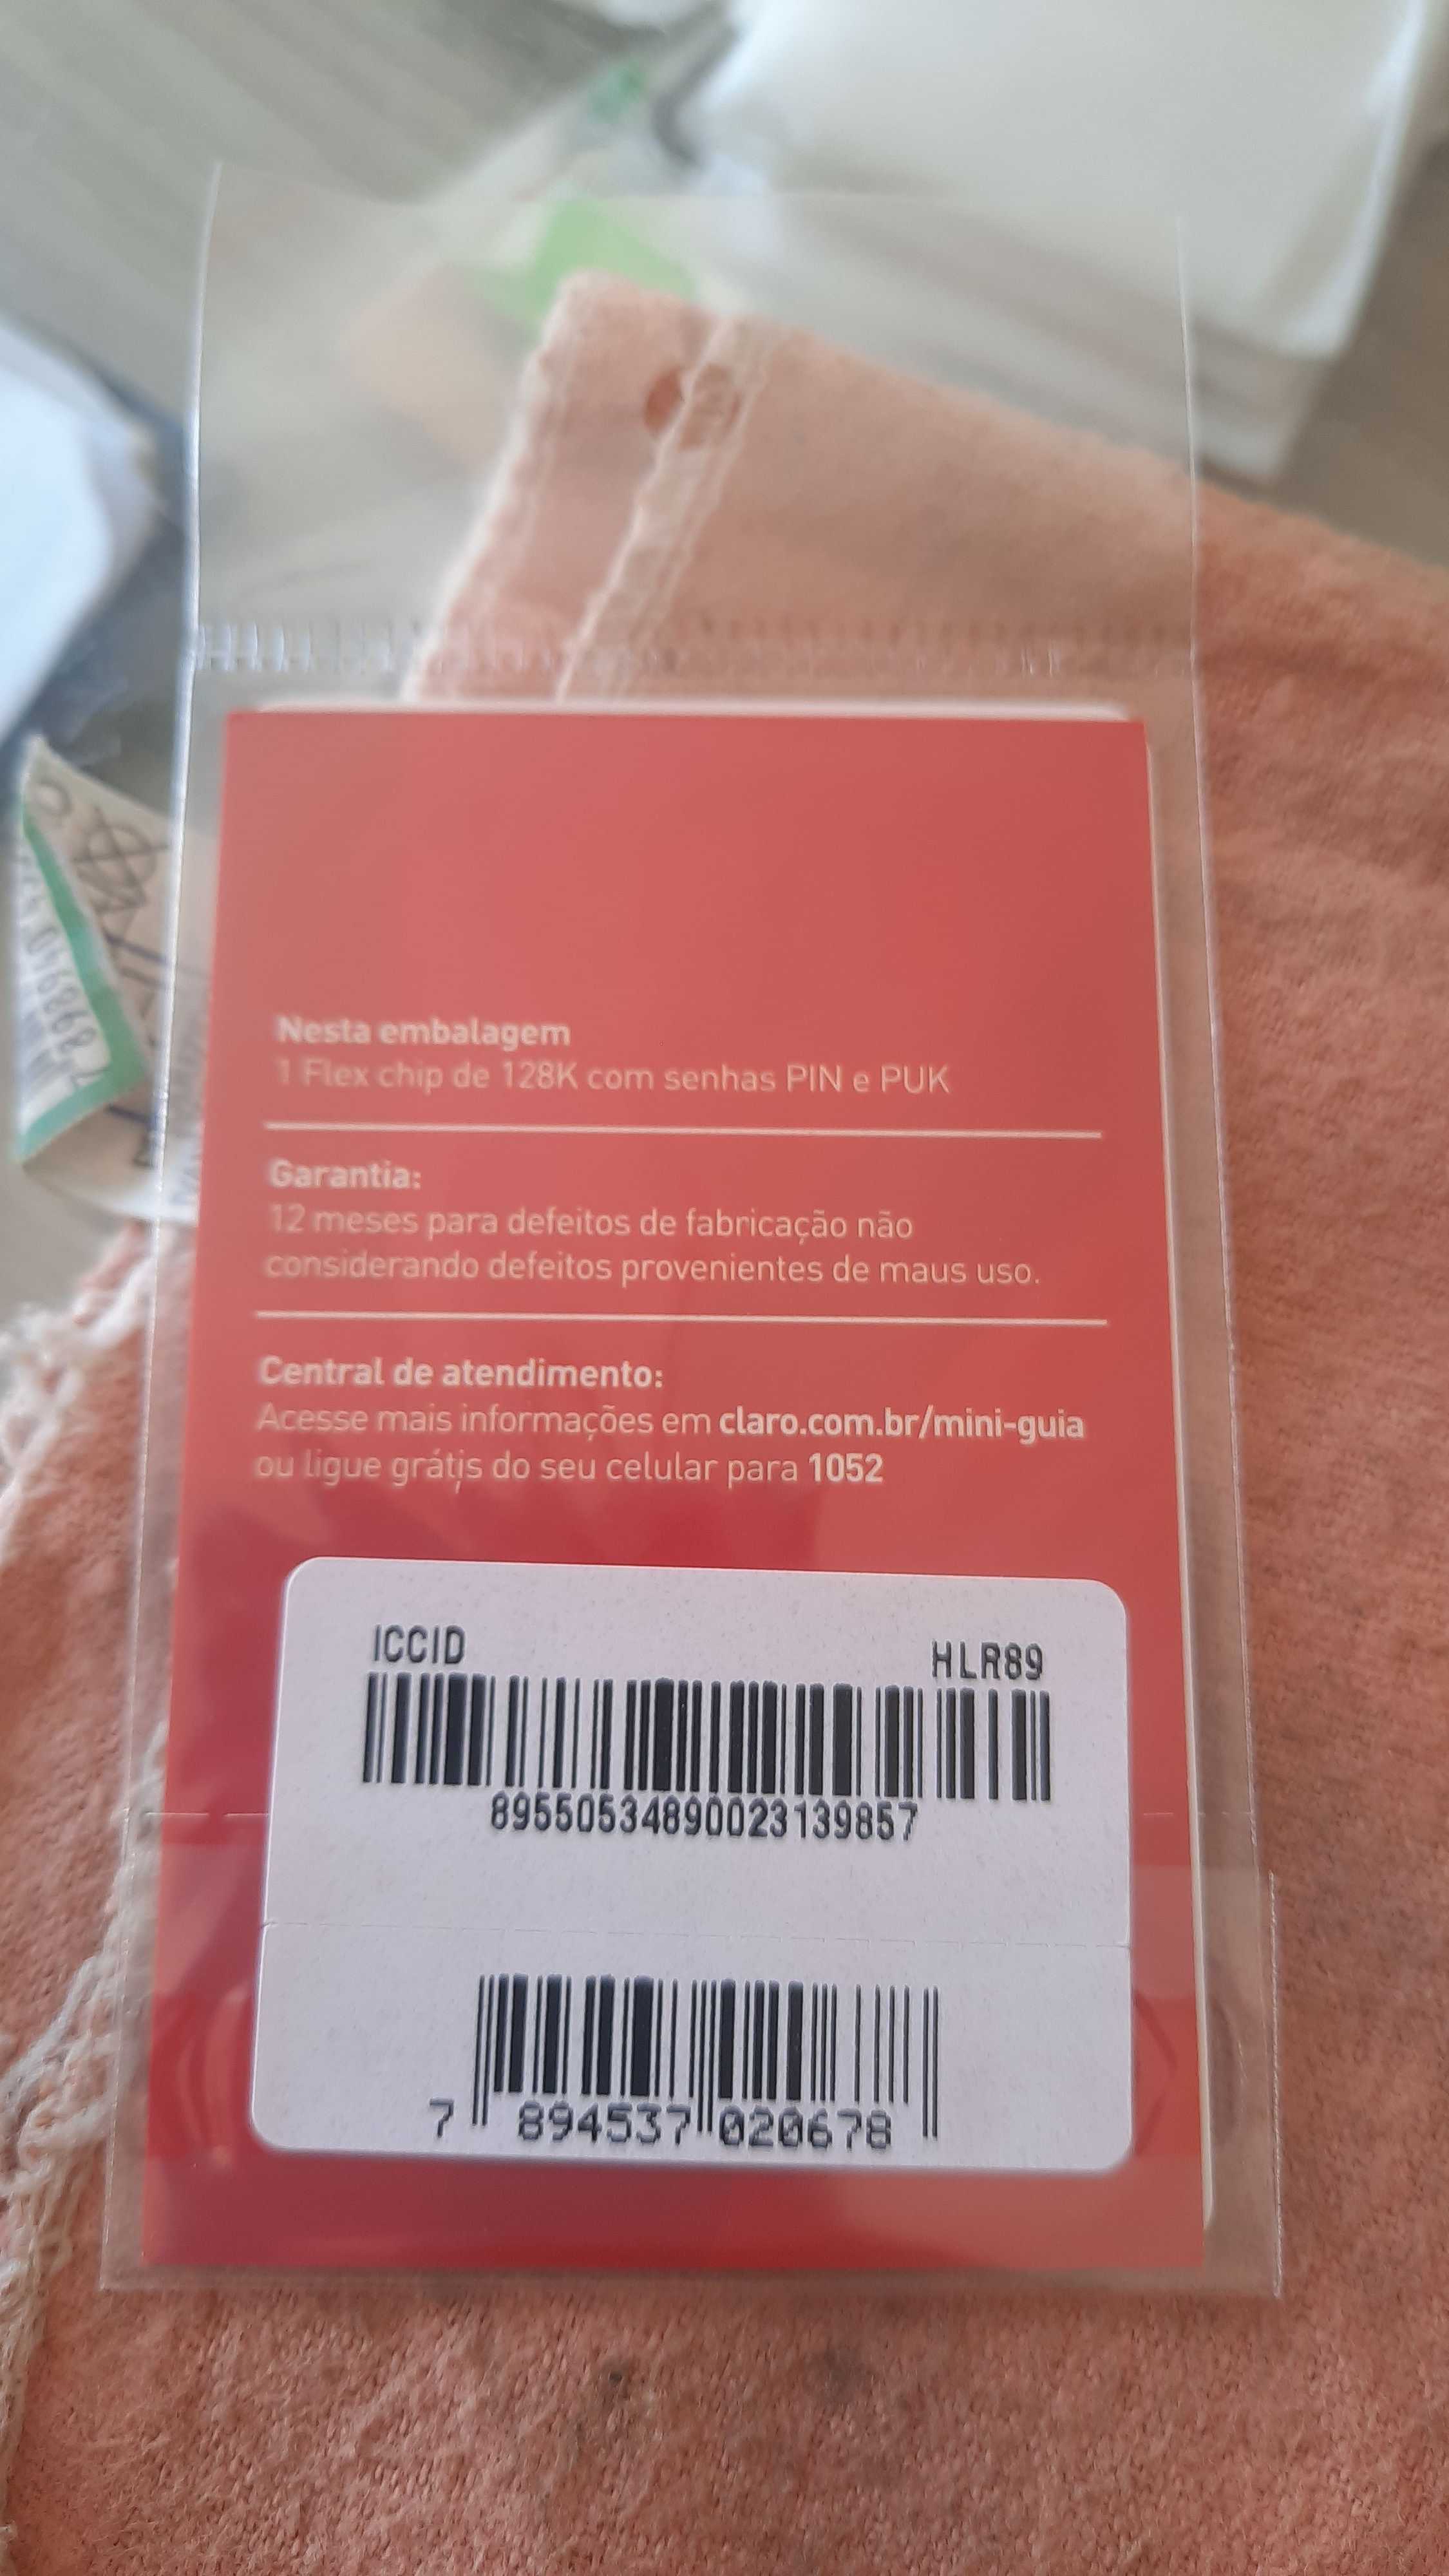 Nesta embalagem
1 Flex chip de 128K com senhas PIN e PUK
Garantia:
12 meses para defeitos de fabricação não
considerando defeitos provenientes de maus uso.
Central de atendimento:
Acesse mais informações em claro.com.br/mini-guia
ou ligue grátis do seu celular para 1052
ICCID
HLR89
89550534890023139857
7 894537 020678